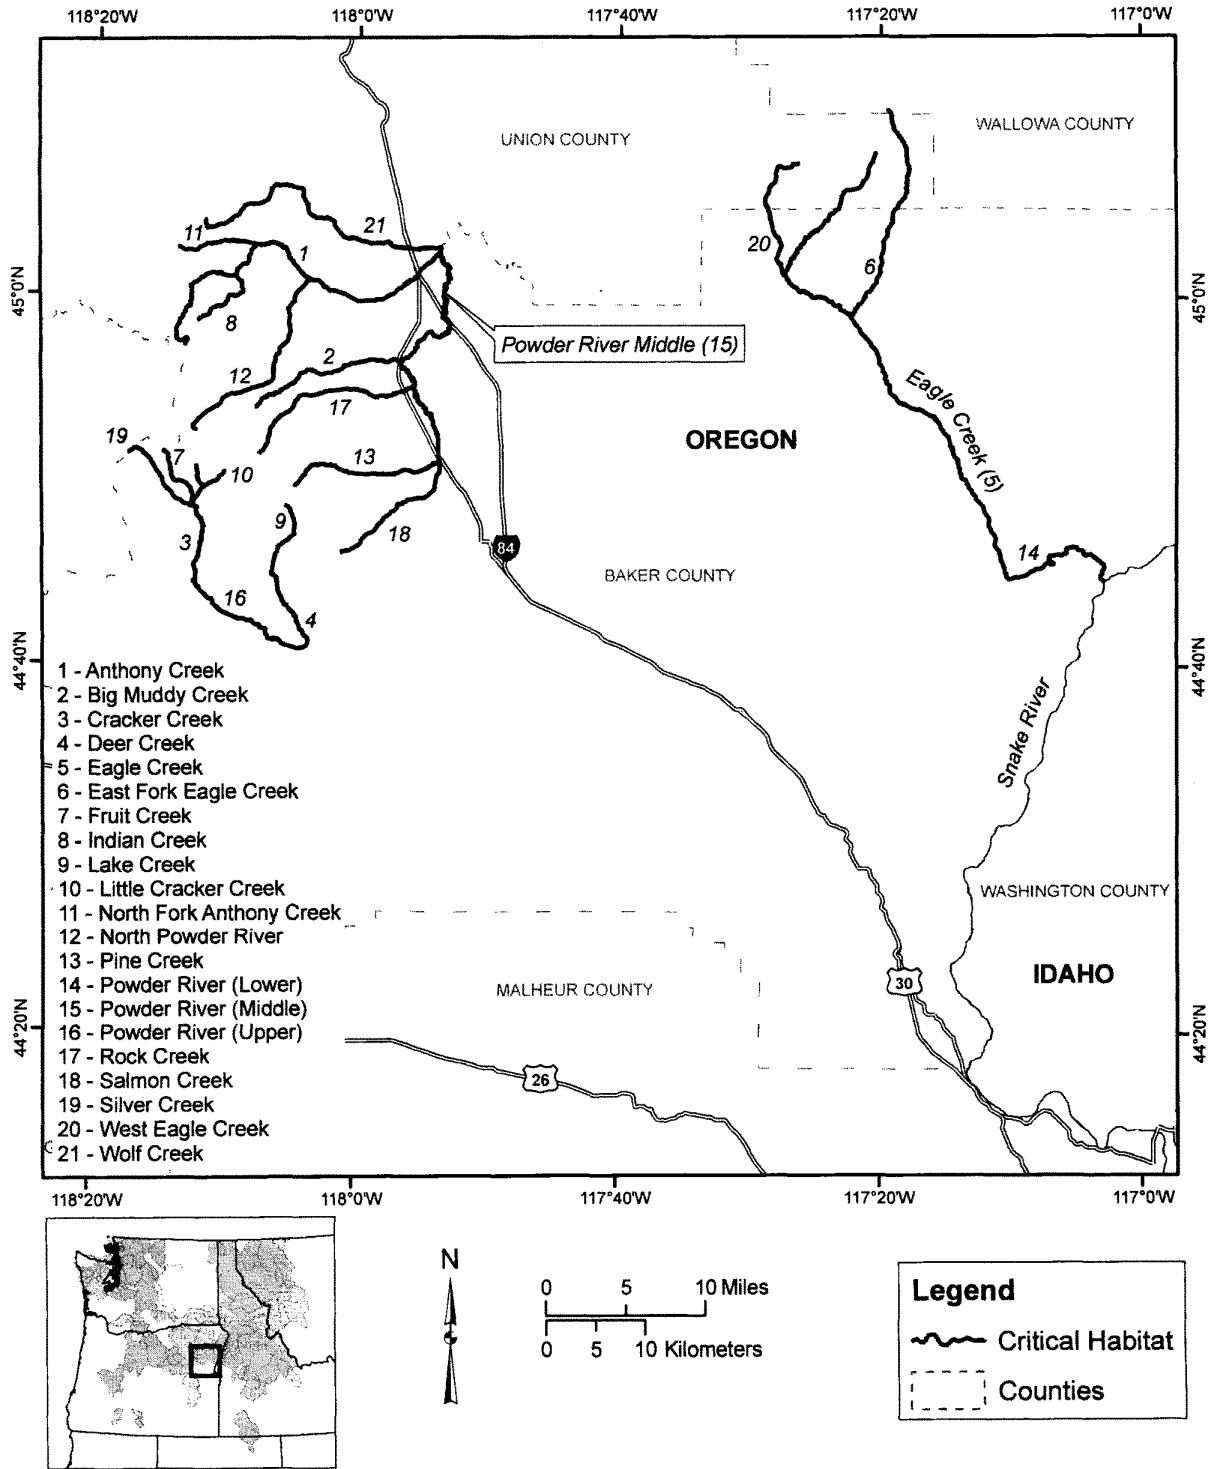 118°20'W 118°0'W 117°40'W 117°20'W 117°0'W
UNION COUNTY
WALLOWA COUNTY
11
21
1
20
6
45°0'N
45°0'N
8
Powder River Middle (15)
2
12
17
Eagle Creek (5)
OREGON
19
7
10
13
9
18
3
84
14
BAKER COUNTY
16
4
44°40'N
44°40'N
1 - Anthony Creek
2 - Big Muddy Creek
3 - Cracker Creek
4 - Deer Creek
5 - Eagle Creek
6 - East Fork Eagle Creek
7 - Fruit Creek
8 - Indian Creek
9 - Lake Creek
10 - Little Cracker Creek
11 - North Fork Anthony Creek
12 - North Powder River
13 - Pine Creek
14 - Powder River (Lower)
15 - Powder River (Middle)
16 - Powder River (Upper)
17 - Rock Creek
18 - Salmon Creek
19 - Silver Creek
20 - West Eagle Creek
21 - Wolf Creek
Snake River
WASHINGTON COUNTY
IDAHO
30
MALHEUR COUNTY
44°20'N
44°20'N
26
118°20'W 118°0'W 117°40'W 117°20'W 117°0'W
N
0 5 10 Miles
0 5 10 Kilometers
Legend
Critical Habitat
Counties